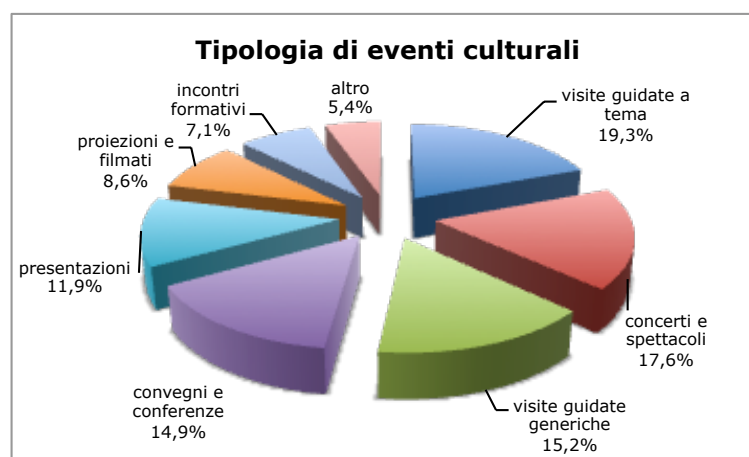 Tipologia di eventi culturali
visite guidate a
tema
19,3%
concerti e
spettacoli
17,6%
visite guidate
generiche
15,2%
convegni e
conferenze
14,9%
presentazioni
11,9%
proiezioni e
filmati
8,6%
incontri
formativi
7,1%
altro
5,4%